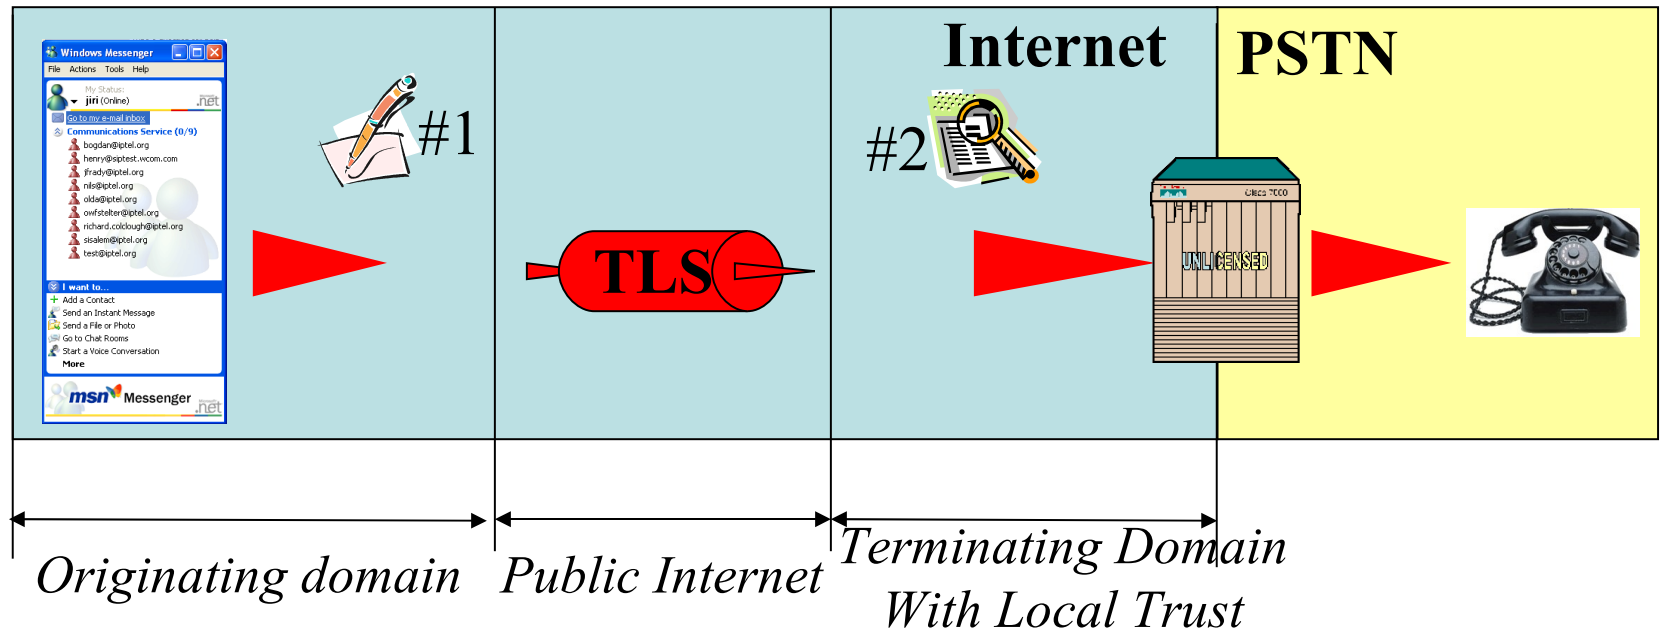 Windows Messenger
File Actions Tools Help
My Status:
jiri (Online)
Microsoft
.net
Go to my e-mail inbox
Communications Service (0/9)
bogdan@iptel.org
henry@siptest.wcom.com
jfrady@iptel.org
nils@iptel.org
olda@iptel.org
owfstelter@iptel.org
richard.colclough@iptel.org
sisalem@iptel.org
test@iptel.org
I want to...
Add a Contact
Send an Instant Message
Send a File or Photo
Go to Chat Rooms
Start a Voice Conversation
More
msn Messenger
Microsoft
.net
#1
TLS
Internet
#2
PSTN
Cisco 7000
UNLICENSED
Originating domain
Public Internet
Terminating Domain
With Local Trust